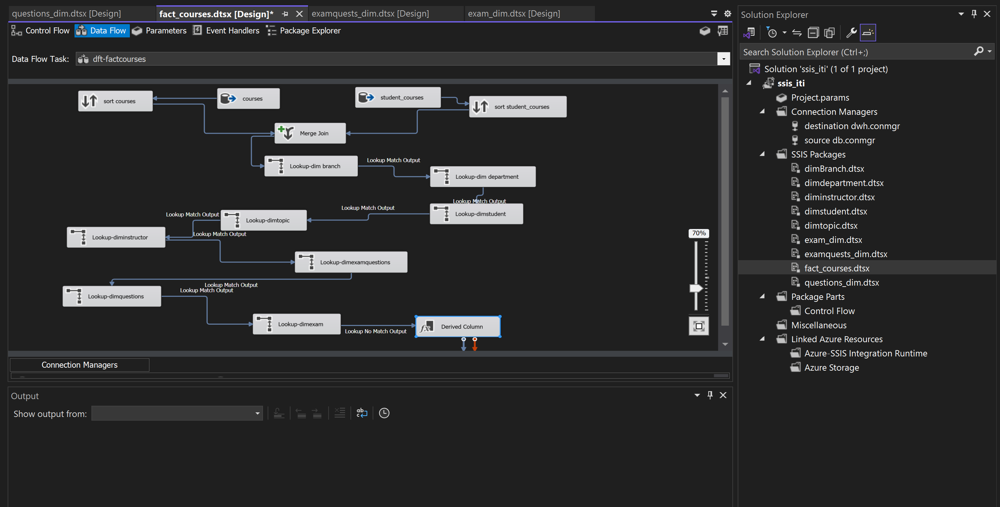 questions_dim.dtsx [Design]
fact_courses.dtsx [Design]*
examquests_dim.dtsx [Design]
exam_dim.dtsx [Design]
Control Flow
Data Flow
Parameters
Event Handlers
Package Explorer
Data Flow Task:
dft-factcourses
sort courses
courses
student_courses
sort student_courses
Merge Join
Lookup-dim branch
Lookup Match Output
Lookup-dim department
Lookup Match Output
Lookup-dimstudent
Lookup Match Output
Lookup-dimtopic
Lookup Match Output
Lookup-diminstructor
Lookup Match Output
Lookup-dimexamquestions
Lookup Match Output
Lookup-dimquestions
Lookup Match Output
Lookup-dimexam
Lookup No Match Output
fx
Derived Column
70%
Connection Managers
Output
Show output from:
ab
c
Solution Explorer
Search Solution Explorer (Ctrl+;)
Solution 'ssis_iti' (1 of 1 project)
ssis_iti
Project.params
Connection Managers
destination dwh.conmgr
source db.conmgr
SSIS Packages
dimBranch.dtsx
dimdepartment.dtsx
diminstructor.dtsx
dimstudent.dtsx
dimtopic.dtsx
exam_dim.dtsx
examquests_dim.dtsx
fact_courses.dtsx
questions_dim.dtsx
Package Parts
Control Flow
Miscellaneous
Linked Azure Resources
Azure-SSIS Integration Runtime
Azure Storage